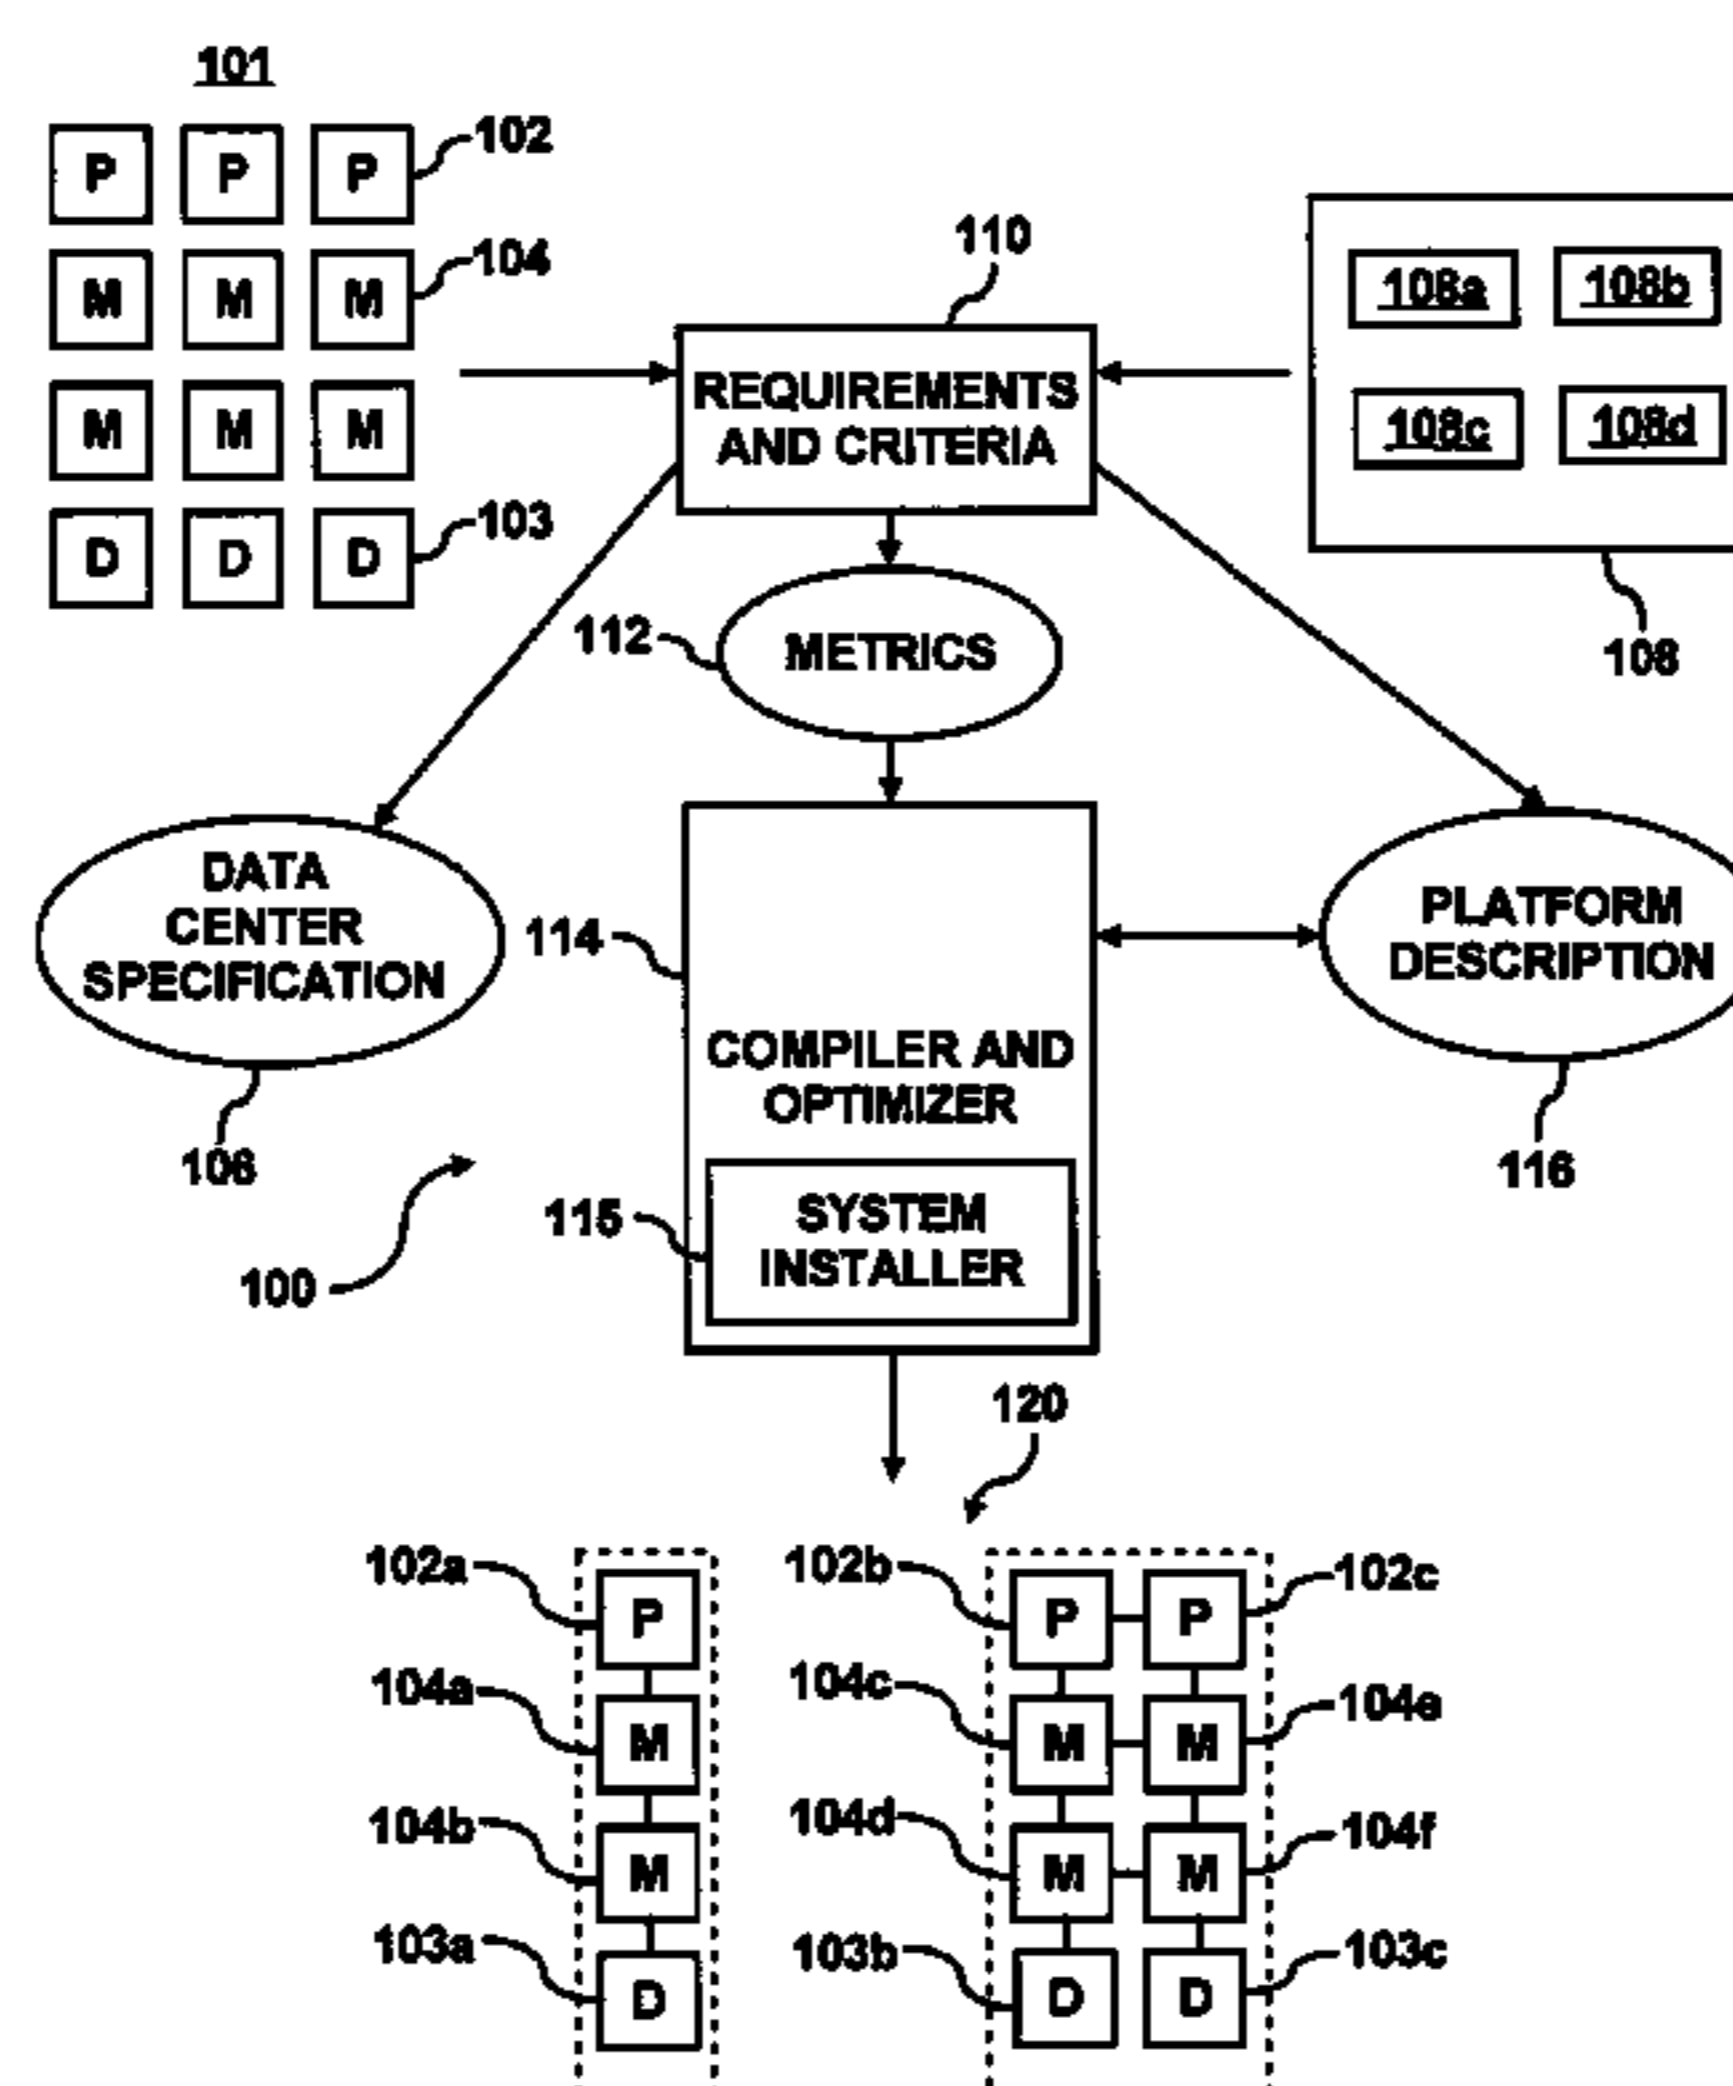 101
P P P 102
M M M 104
M M M
D D D 103
110
REQUIREMENTS
AND CRITERIA
108a 108b
108c 108d
108
112 METRICS
DATA
CENTER
SPECIFICATION
106
114
COMPILER AND
OPTIMIZER
115
SYSTEM
INSTALLER
PLATFORM
DESCRIPTION
116
100
120
102a P
104a M
104b M
103a D
102b P P 102c
104c M M 104e
104d M M 104f
103b D D 103c